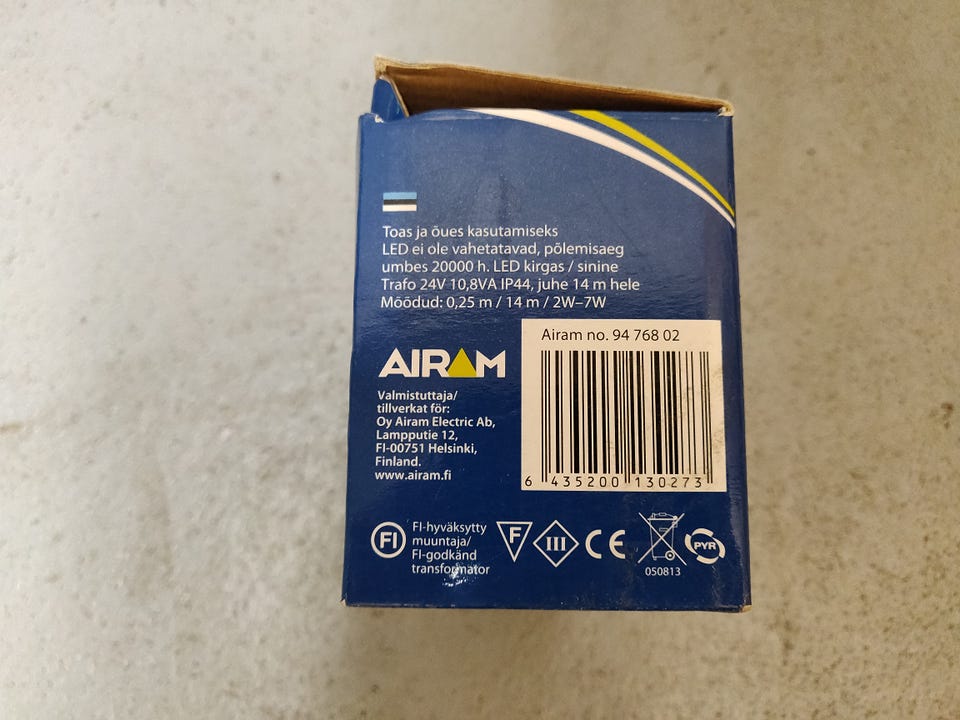 Toas ja õues kasutamiseks
LED ei ole vahetatavad, põlemisaeg
umbes 20000 h. LED kirgas / sinine
Trafo 24V 10,8VA IP44, juhe 14 m hele
Mõõdud: 0,25 m / 14 m / 2W–7W
Airam no. 94 768 02
AIRAM
Valmistuttaja/
tillverkat för:
Oy Airam Electric Ab,
Lampputie 12,
FI-00751 Helsinki,
Finland.
www.airam.fi
6 435200 130273
FI
FI-hyväksytty
muuntaja/
FI-godkänd
transformator
F
III
CE
050813
PYR